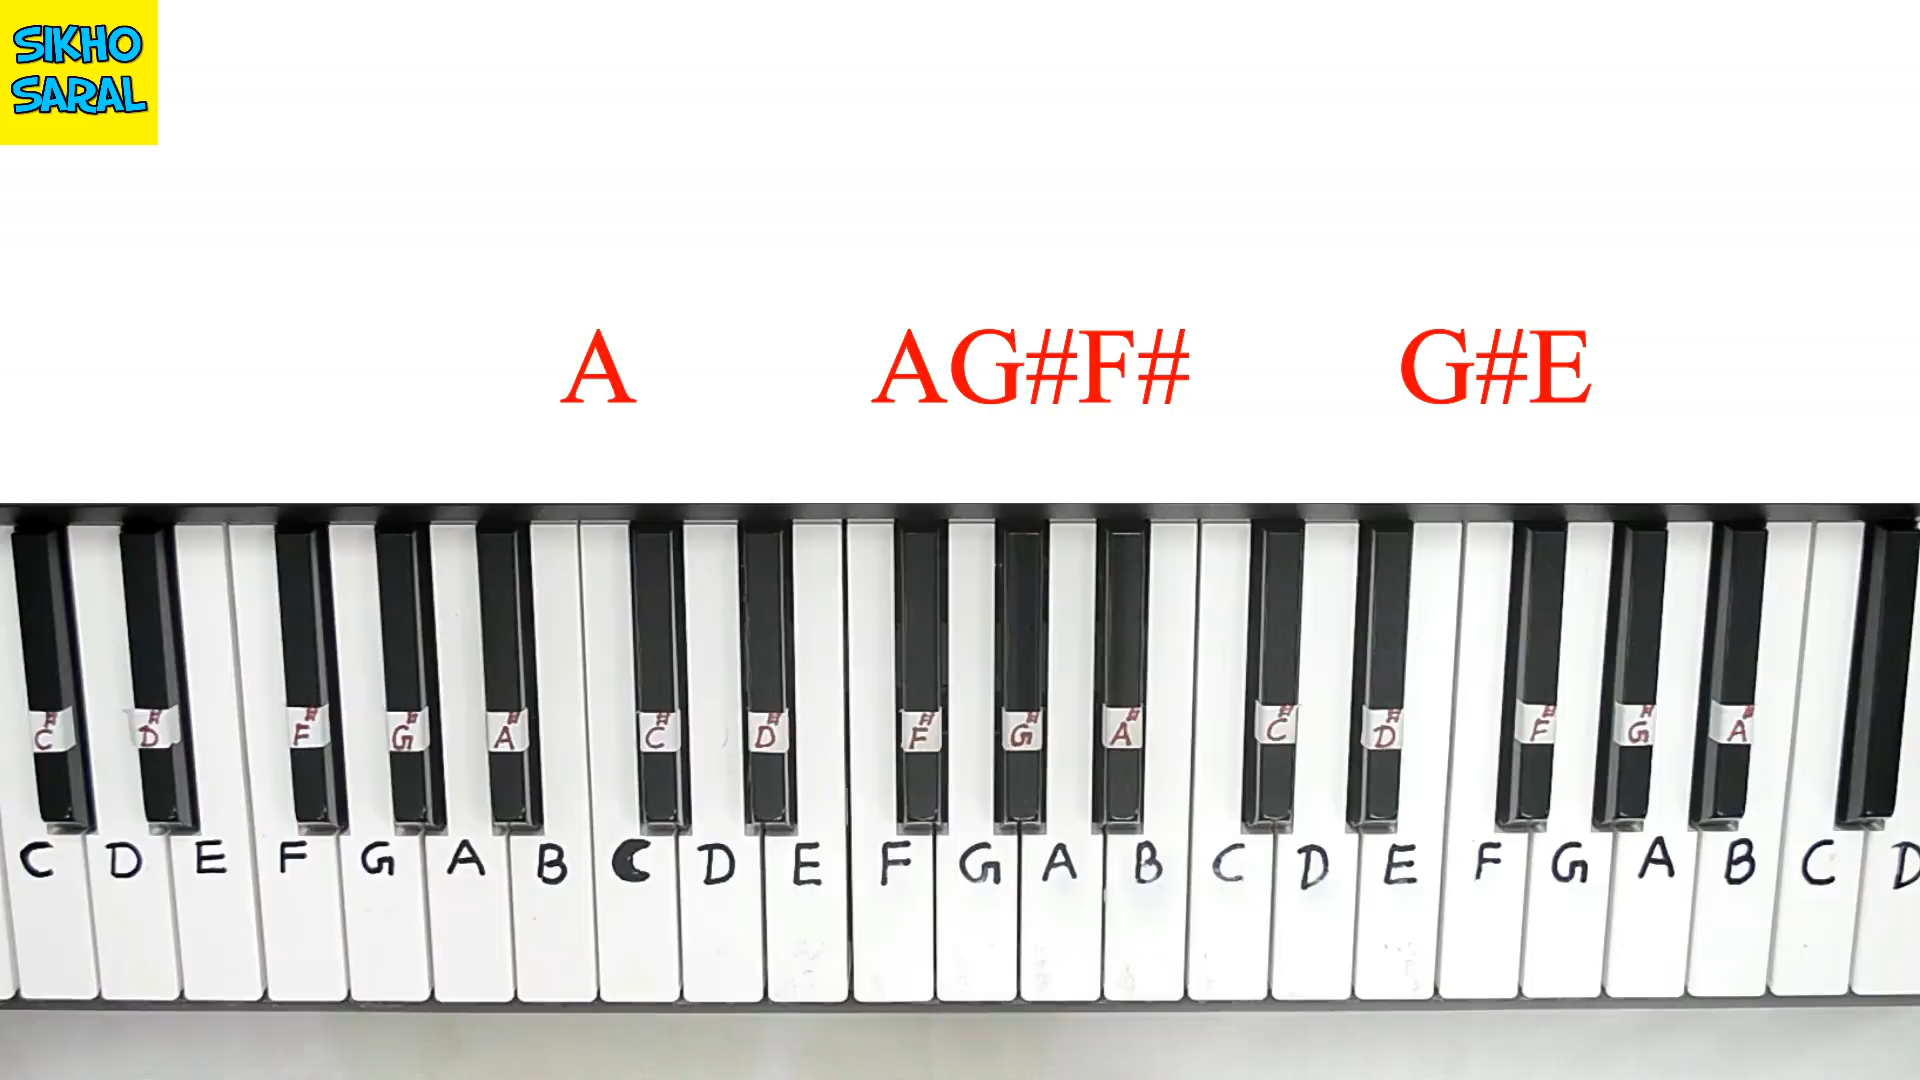 SIKHO
SARAL
A AG#F# G#E
C# D# F# G# A# C# D# F# G# A# C# D# F# G# A#
C D E F G A B C D E F G A B C D E F G A B C D